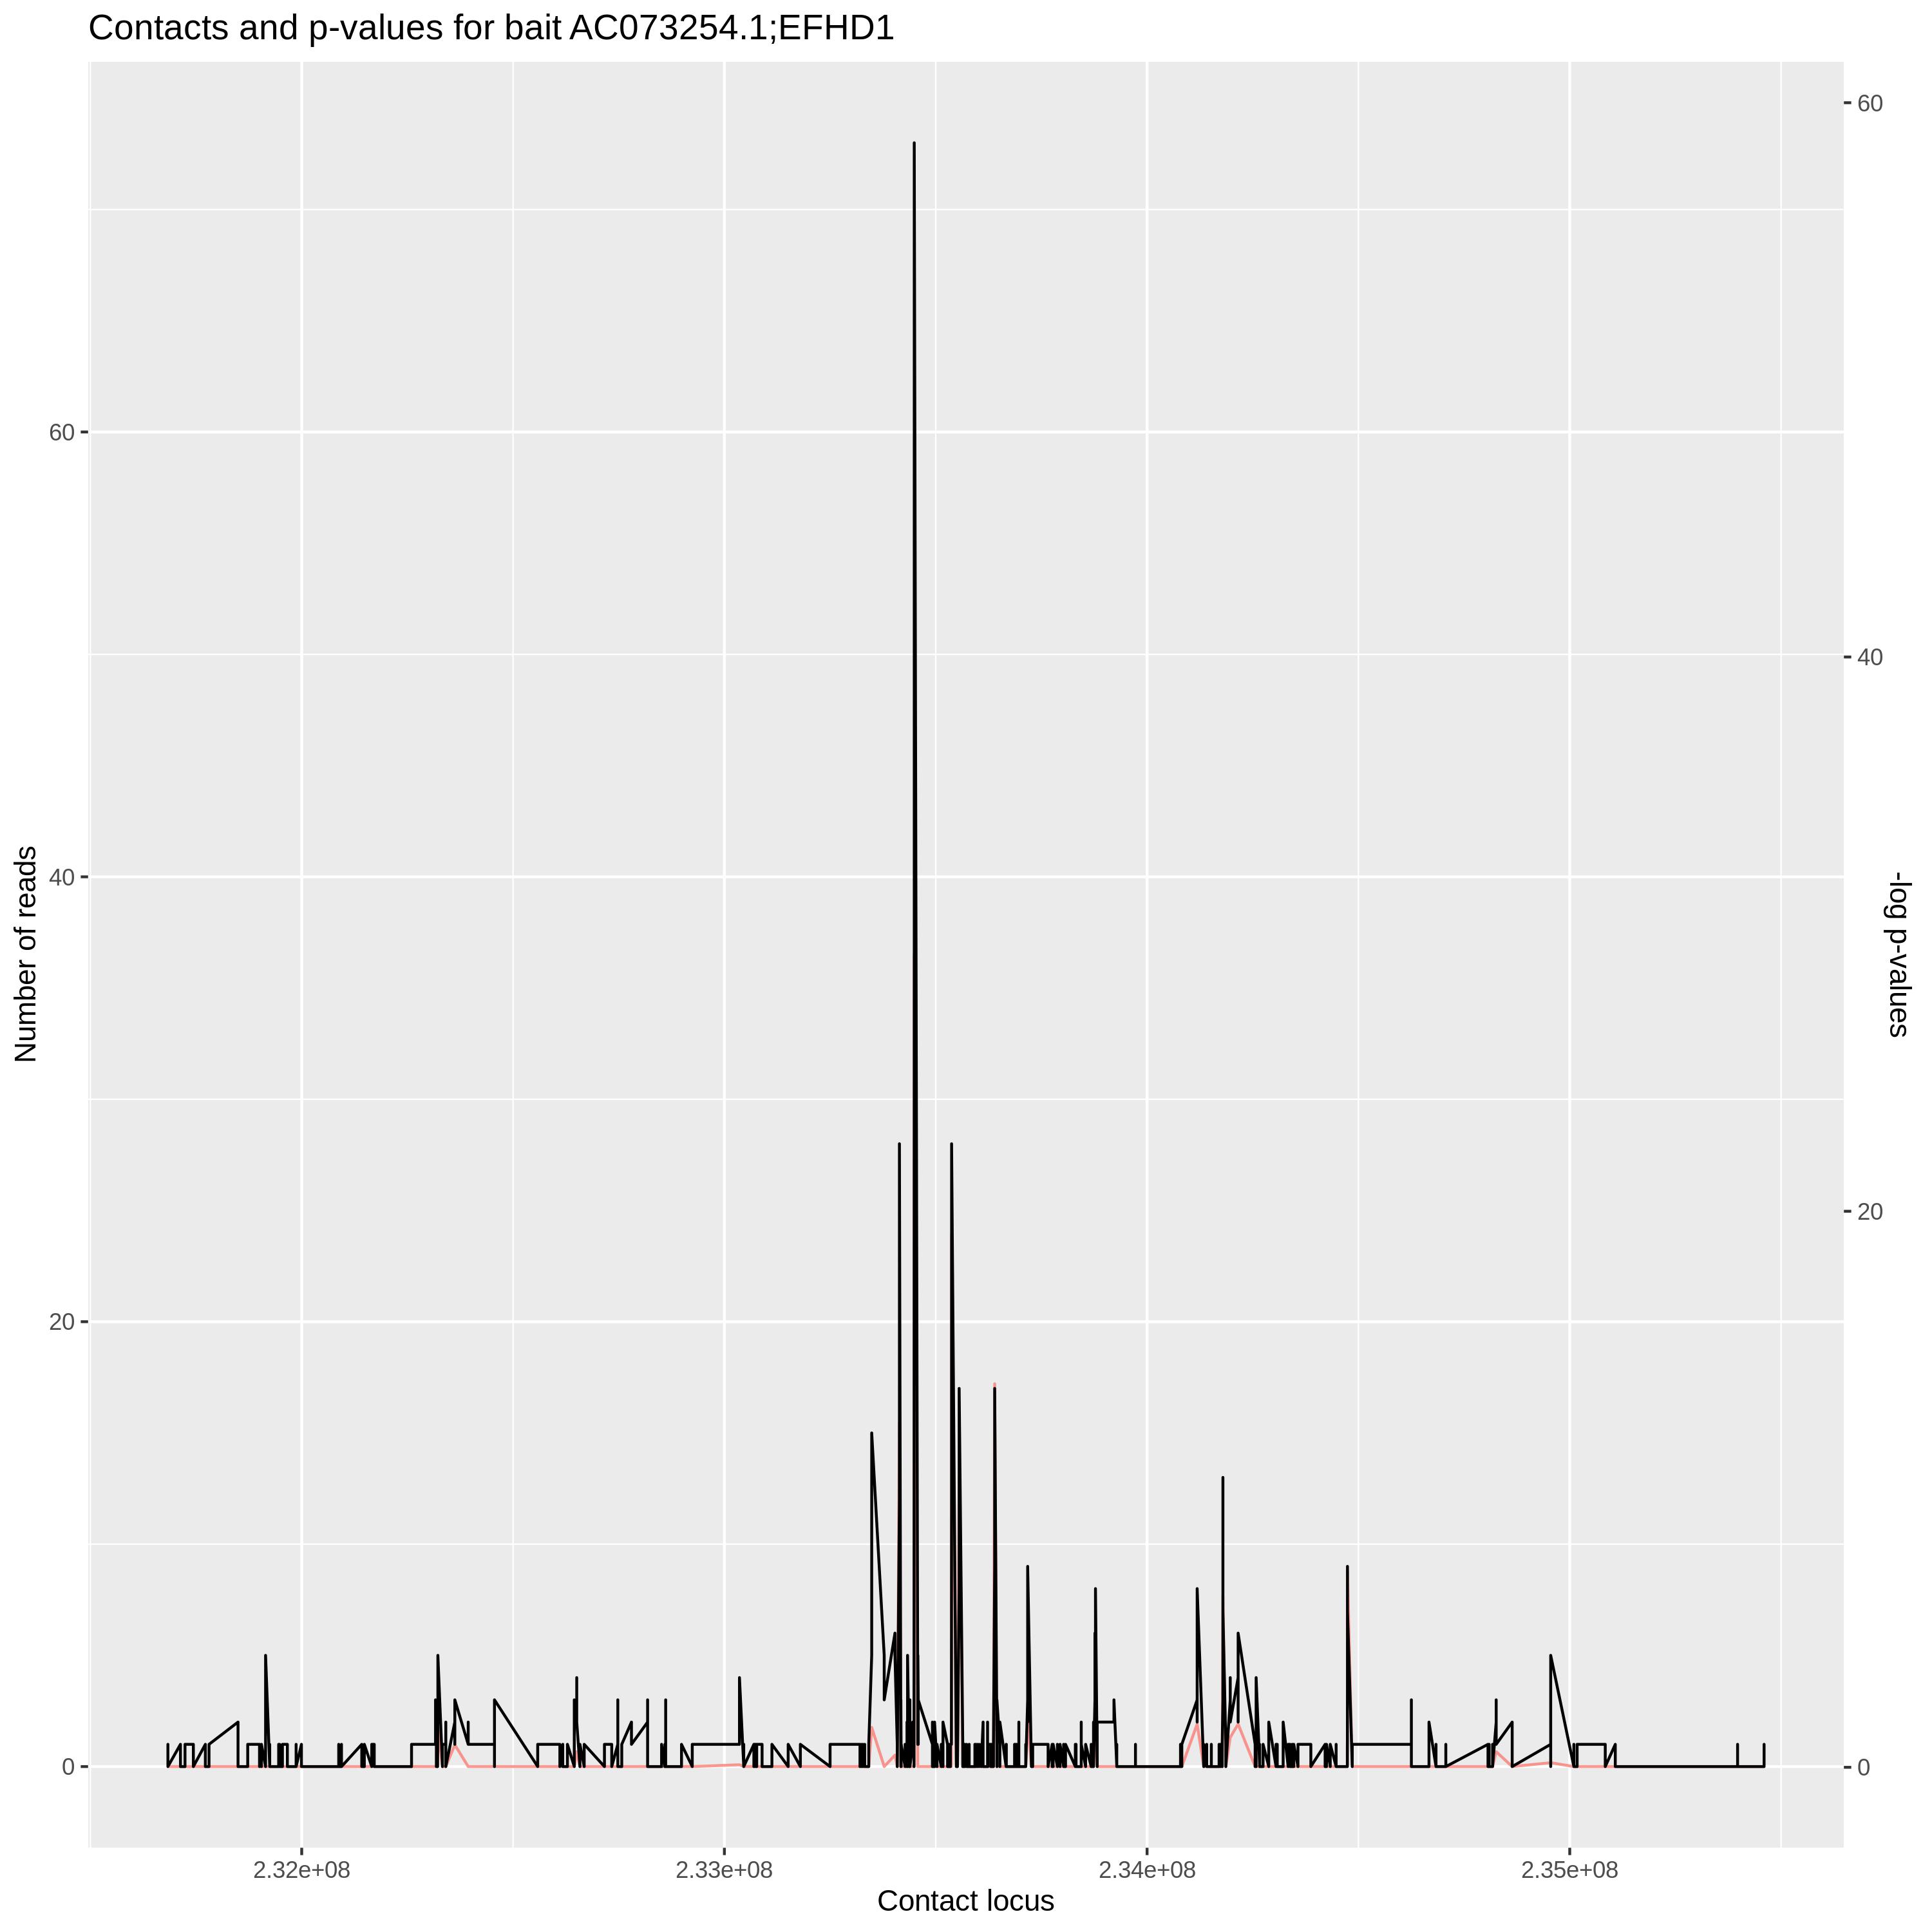 Contacts and p-values for bait AC073254.1;EFHD1
60
40
20
0
Number of reads
60
40
20
0
-log p-values
2.32e+08
2.33e+08
2.34e+08
2.35e+08
Contact locus